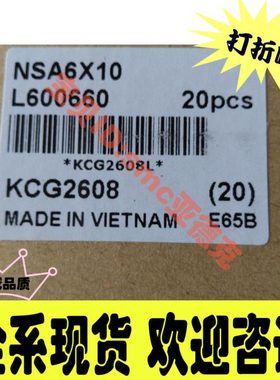 打折
NSA6X10
L600660 20pcs
*KCG2608L*
KCG2608 (20)
MADE IN VIETNAM E65B
品
全系现货 欢迎咨询